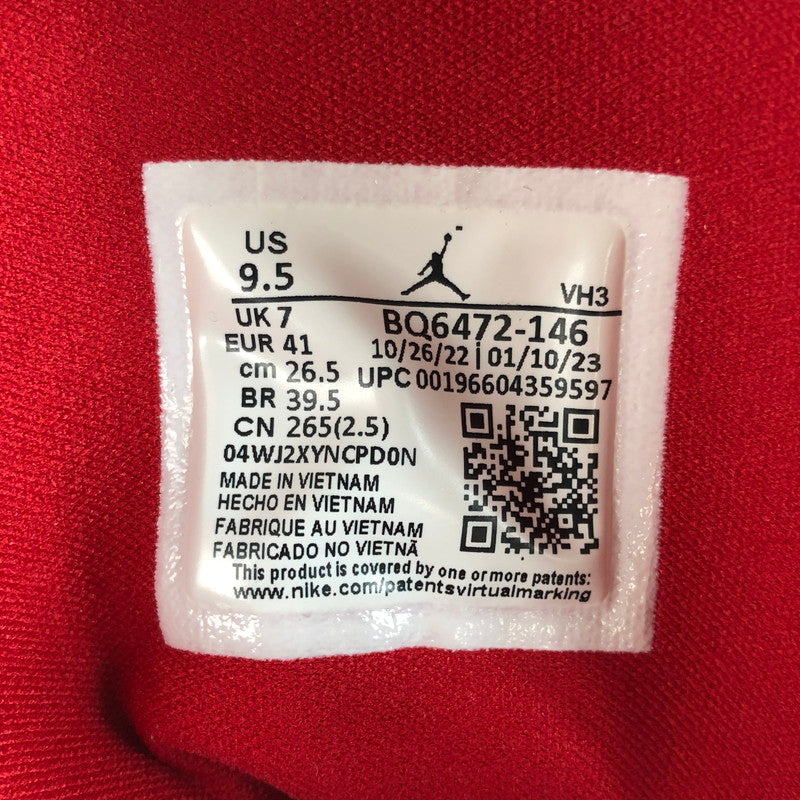 US
9.5
VH3
UK 7
BQ6472-146
EUR 41
10/26/22 | 01/10/23
cm 26.5
UPC 00196604359597
BR 39.5
CN 265(2.5)
04WJ2XYNCPD0N
MADE IN VIETNAM
HECHO EN VIETNAM
FABRIQUE AU VIETNAM
FABRICADO NO VIETNÃ
This product is covered by one or more patents:
www.nike.com/patentsvirtualmarking